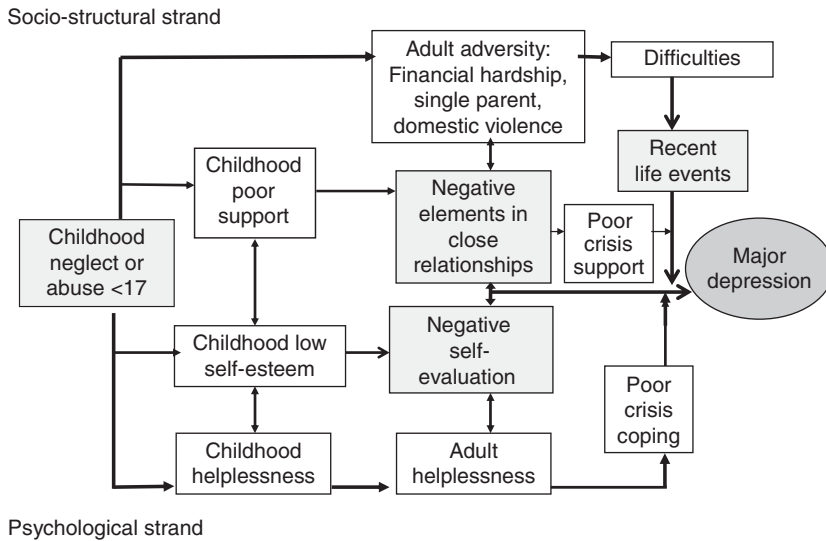 Socio-structural strand
Adult adversity:
Financial hardship,
single parent,
domestic violence
Difficulties
Recent
life events
Childhood
poor
support
Negative
elements in
close
relationships
Poor
crisis
support
Childhood
neglect or
abuse <17
Major
depression
Childhood low
self-esteem
Negative
self-
evaluation
Poor
crisis
coping
Childhood
helplessness
Adult
helplessness
Psychological strand